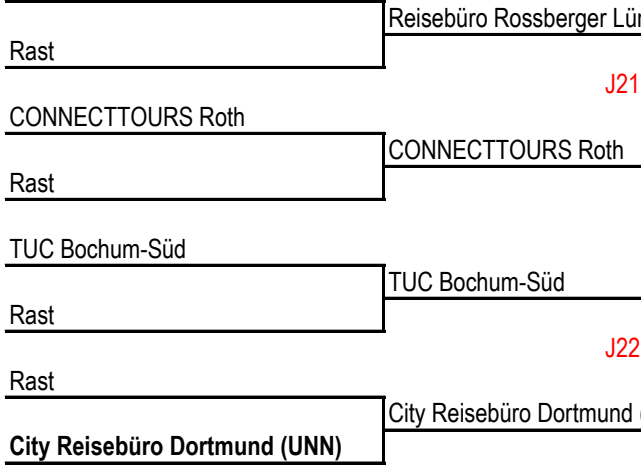 Reisebüro Rossberger
Rast
J21
CONNECTTOURS Roth
CONNECTTOURS Roth
Rast
TUC Bochum-Süd
TUC Bochum-Süd
Rast
J22
Rast
City Reisebüro Dortmund
City Reisebüro Dortmund (UNN)